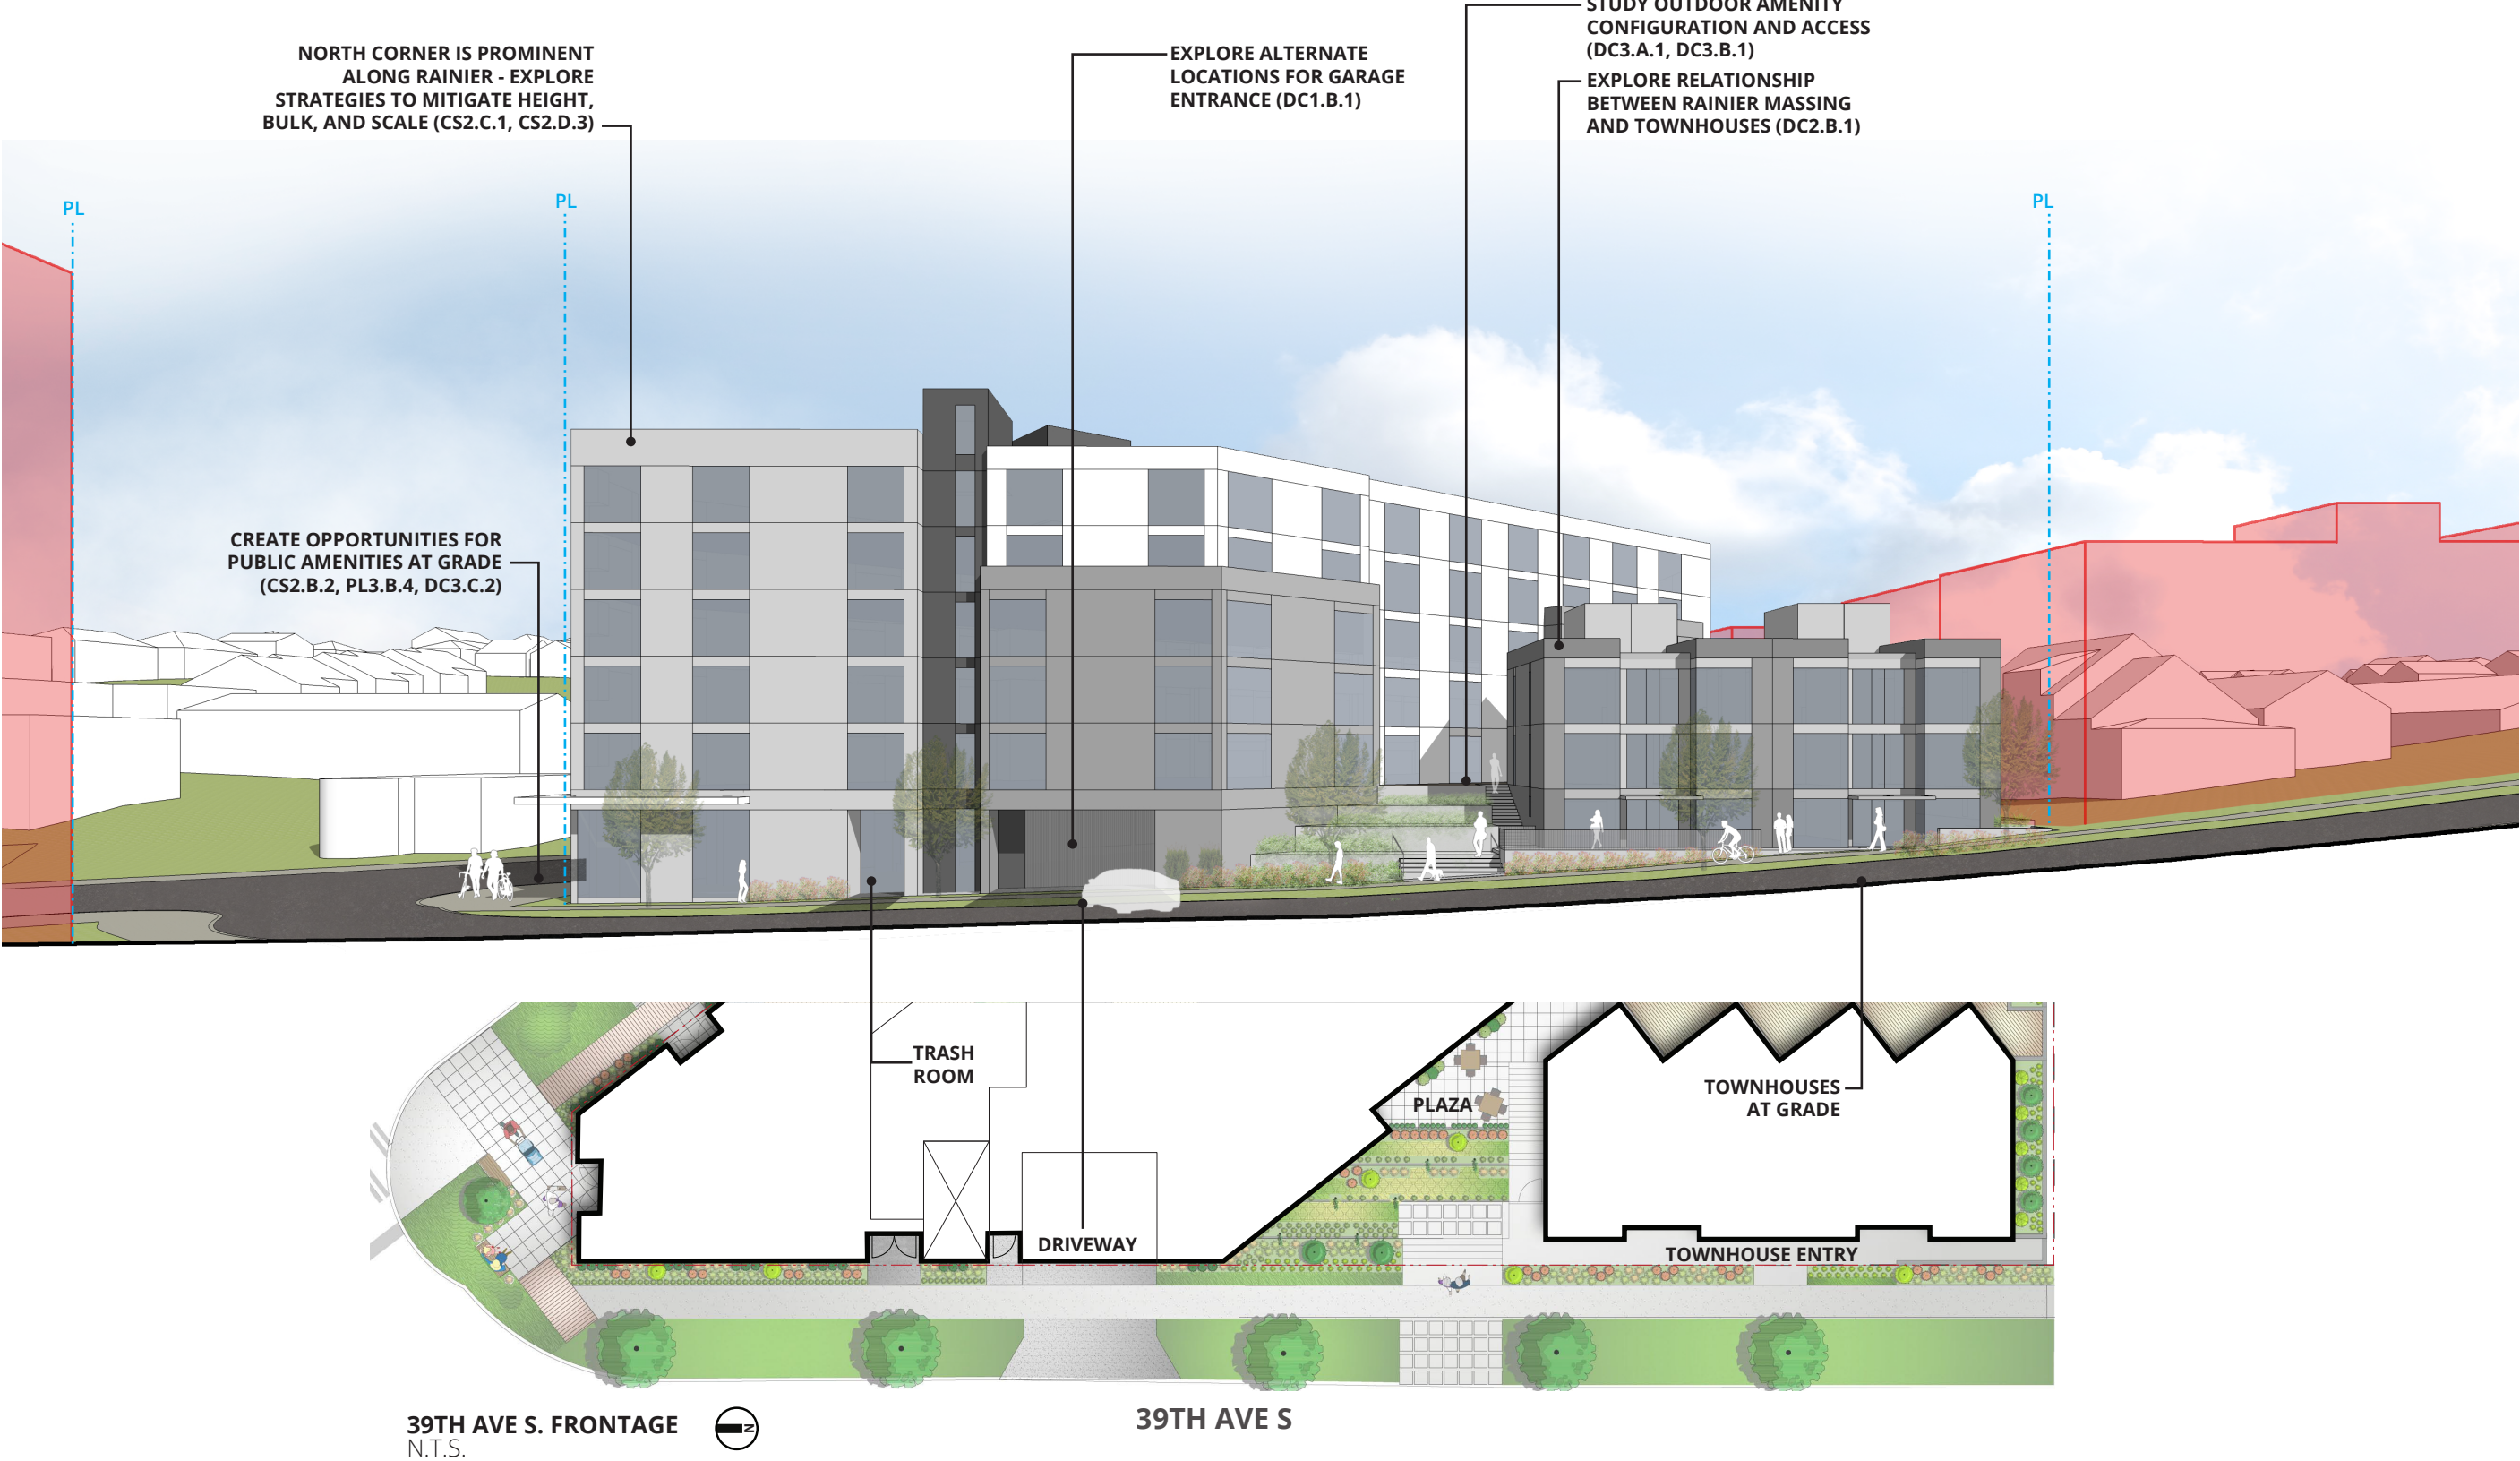 STUDY OUTDOOR AMENITY
CONFIGURATION AND ACCESS
(DC3.A.1, DC3.B.1)
NORTH CORNER IS PROMINENT
ALONG RAINIER - EXPLORE
STRATEGIES TO MITIGATE HEIGHT,
BULK, AND SCALE (CS2.C.1, CS2.D.3)
EXPLORE ALTERNATE
LOCATIONS FOR GARAGE
ENTRANCE (DC1.B.1)
EXPLORE RELATIONSHIP
BETWEEN RAINIER MASSING
AND TOWNHOUSES (DC2.B.1)
PL
PL
PL
CREATE OPPORTUNITIES FOR
PUBLIC AMENITIES AT GRADE
(CS2.B.2, PL3.B.4, DC3.C.2)
TRASH
ROOM
PLAZA
TOWNHOUSES
AT GRADE
DRIVEWAY
TOWNHOUSE ENTRY
39TH AVE S. FRONTAGE
N.T.S.
N
39TH AVE S